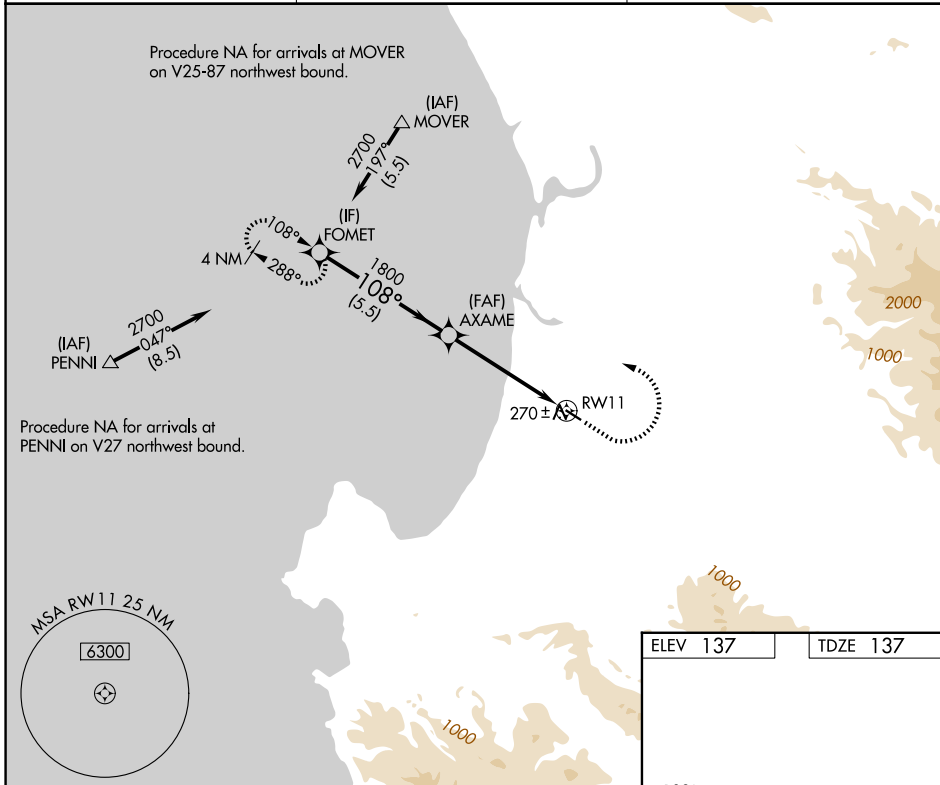 Procedure NA for arrivals at MOVER
on V25-87 northwest bound.
(IAF)
MOVER
2700
197°
(5.5)
(IF)
FOMET
108°
4 NM
288°
1800
108°
(5.5)
(FAF)
AXAME
2000
1000
(IAF)
PENNI
2700
047°
(8.5)
270±
RW11
Procedure NA for arrivals at
PENNI on V27 northwest bound.
1000
MSA RW11 25 NM
6300
ELEV 137
TDZE 137
1000